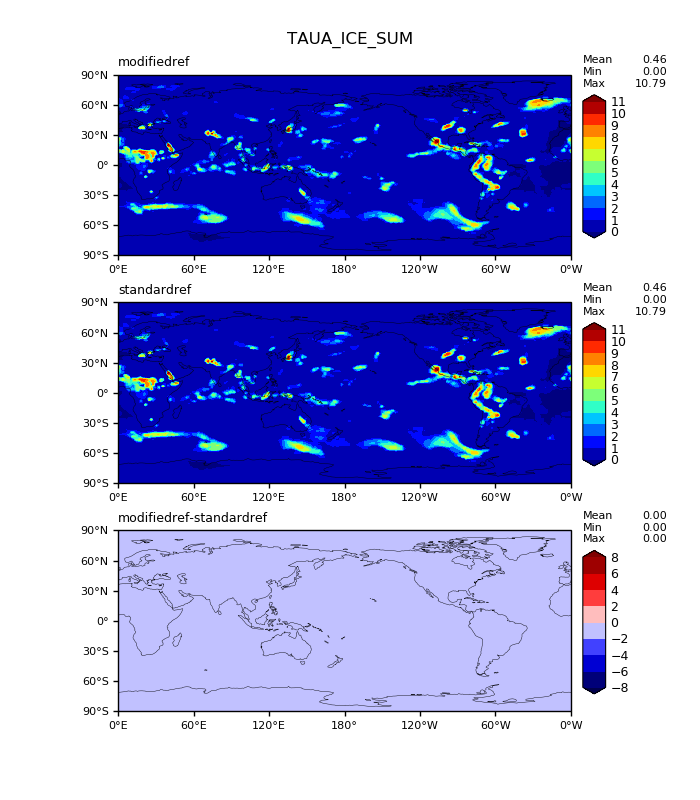 TAUA_ICE_SUM
modifiedref
Mean 0.46
Min 0.00
Max 10.79
90°N
60°N
30°N
0°
30°S
60°S
90°S
0°E 60°E 120°E 180° 120°W 60°W 0°W
11
10
9
8
7
6
5
4
3
2
1
0
standardref
Mean 0.46
Min 0.00
Max 10.79
90°N
60°N
30°N
0°
30°S
60°S
90°S
0°E 60°E 120°E 180° 120°W 60°W 0°W
11
10
9
8
7
6
5
4
3
2
1
0
modifiedref-standardref
Mean 0.00
Min 0.00
Max 0.00
90°N
60°N
30°N
0°
30°S
60°S
90°S
0°E 60°E 120°E 180° 120°W 60°W 0°W
8
6
4
2
0
−2
−4
−6
−8